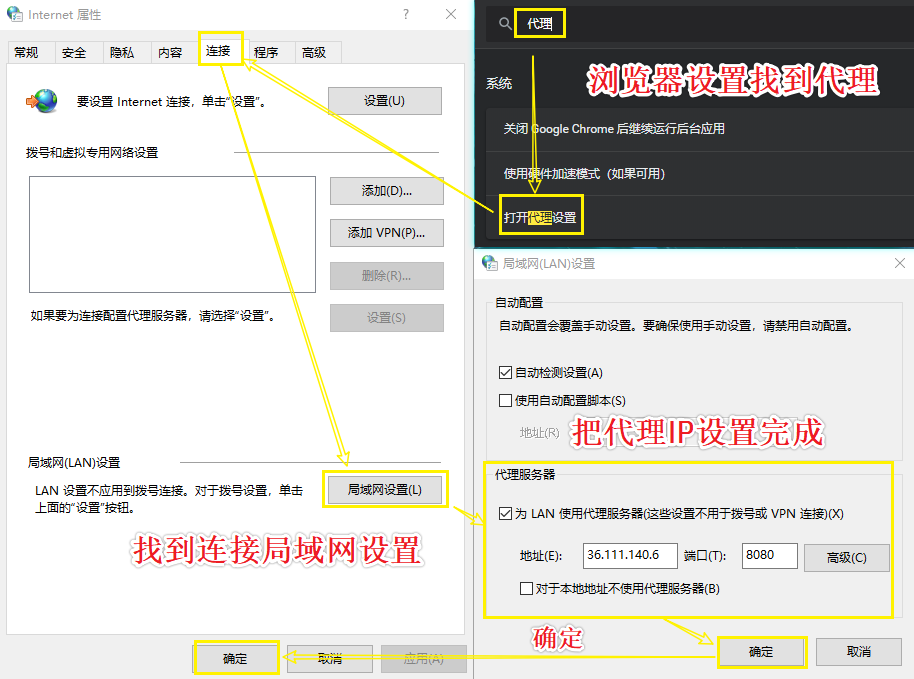 Internet 属性
?
常规
安全
隐私
内容
连接
程序
高级
要设置 Internet 连接，单击“设置”。
设置(U)
拨号和虚拟专用网络设置
添加(D)...
添加 VPN(P)...
删除(R)...
设置(S)
如果要为连接配置代理服务器，请选择“设置”。
局域网(LAN)设置
LAN 设置不应用到拨号连接。对于拨号设置，单击
上面的“设置”按钮。
局域网设置(L)
找到连接局域网设置
确定
取消
应用(A)
代理
系统
浏览器设置找到代理
关闭 Google Chrome 后继续运行后台应用
使用硬件加速模式（如果可用）
打开代理设置
局域网(LAN)设置
自动配置
自动配置会覆盖手动设置。要确保使用手动设置，请禁用自动配置。
自动检测设置(A)
使用自动配置脚本(S)
地址(R)
把代理IP设置完成
代理服务器
为 LAN 使用代理服务器(这些设置不用于拨号或 VPN 连接)(X)
地址(E):
36.111.140.6
端口(T):
8080
高级(C)
对于本地地址不使用代理服务器(B)
确定
确定
取消